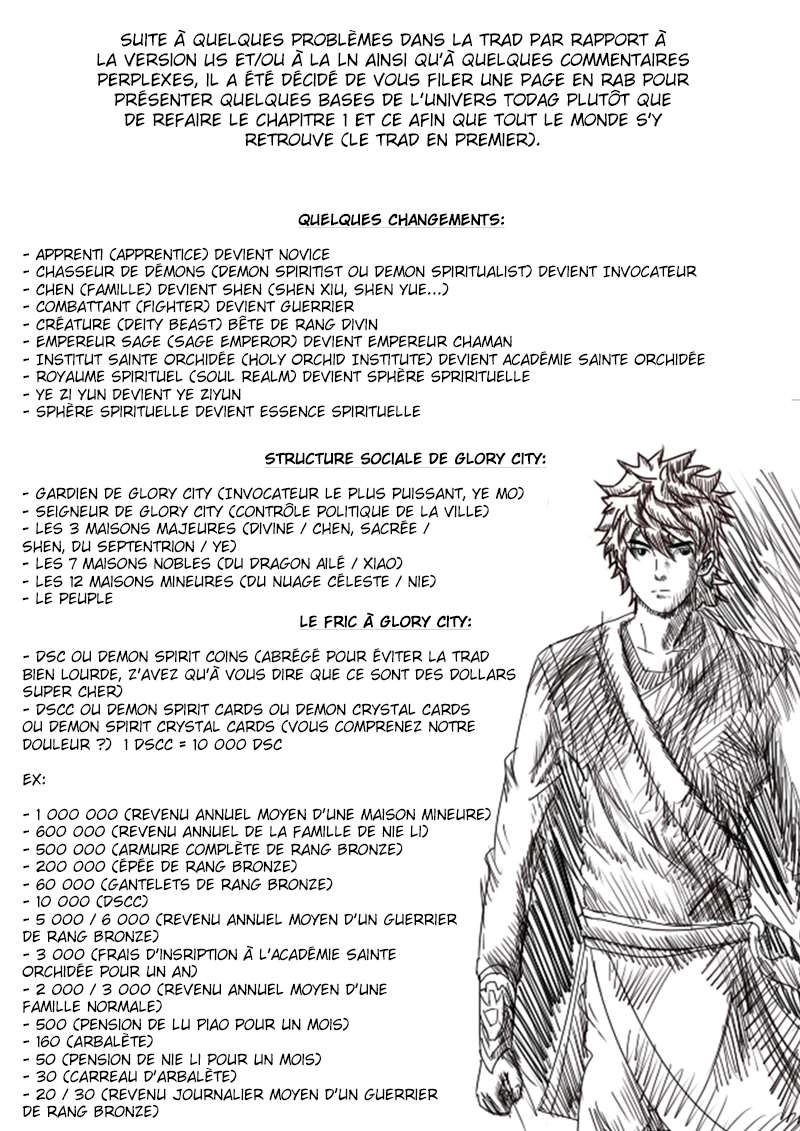 SUITE À QUELQUES PROBLÈMES DANS LA TRAD PAR RAPPORT À
LA VERSION US ET/OU À LA LN AINSI QU'À QUELQUES COMMENTAIRES
PERPLEXES, IL A ÉTÉ DÉCIDÉ DE VOUS FILER UNE PAGE EN RAB POUR
PRÉSENTER QUELQUES BASES DE L'UNIVERS TODAG PLUTÔT QUE
DE REFAIRE LE CHAPITRE 1 ET CE AFIN QUE TOUT LE MONDE S'Y
RETROUVE (LE TRAD EN PREMIER).
QUELQUES CHANGEMENTS:
- APPRENTI (APPRENTICE) DEVIENT NOVICE
- CHASSEUR DE DÉMONS (DEMON SPIRITIST OU DEMON SPIRITUALIST) DEVIENT INVOCATEUR
- CHEN (FAMILLE) DEVIENT SHEN (SHEN XIU, SHEN YUE...)
- COMBATTANT (FIGHTER) DEVIENT GUERRIER
- CRÉATURE (DEITY BEAST) BÊTE DE RANG DIVIN
- EMPEREUR SAGE (SAGE EMPEROR) DEVIENT EMPEREUR CHAMAN
- INSTITUT SAINTE ORCHIDÉE (HOLY ORCHID INSTITUTE) DEVIENT ACADÉMIE SAINTE ORCHIDÉE
- ROYAUME SPIRITUEL (SOUL REALM) DEVIENT SPHÈRE SPRIRITUELLE
- YE ZI YUN DEVIENT YE ZIYUN
- SPHÈRE SPIRITUELLE DEVIENT ESSENCE SPIRITUELLE
STRUCTURE SOCIALE DE GLORY CITY:
- GARDIEN DE GLORY CITY (INVOCATEUR LE PLUS PUISSANT, YE MO)
- SEIGNEUR DE GLORY CITY (CONTRÔLE POLITIQUE DE LA VILLE)
- LES 3 MAISONS MAJEURES (DIVINE / CHEN, SACRÉE /
SHEN, DU SEPTENTRION / YE)
- LES 7 MAISONS NOBLES (DU DRAGON AILÉ / XIAO)
- LES 12 MAISONS MINEURES (DU NUAGE CÉLESTE / NIE)
- LE PEUPLE
LE FRIC À GLORY CITY:
- DSC OU DEMON SPIRIT COINS (ABRÉGÉ POUR ÉVITER LA TRAD
BIEN LOURDE, Z'AVEZ QU'À VOUS DIRE QUE CE SONT DES DOLLARS
SUPER CHER)
- DSCC OU DEMON SPIRIT CARDS OU DEMON CRYSTAL CARDS
OU DEMON SPIRIT CRYSTAL CARDS (VOUS COMPRENEZ NOTRE
DOULEUR ?) 1 DSCC = 10 000 DSC
EX:
- 1 000 000 (REVENU ANNUEL MOYEN D'UNE MAISON MINEURE)
- 600 000 (REVENU ANNUEL DE LA FAMILLE DE NIE LI)
- 500 000 (ARMURE COMPLÈTE DE RANG BRONZE)
- 200 000 (ÉPÉE DE RANG BRONZE)
- 60 000 (GANTELETS DE RANG BRONZE)
- 10 000 (DSCC)
- 5 000 / 6 000 (REVENU ANNUEL MOYEN D'UN GUERRIER
DE RANG BRONZE)
- 3 000 (FRAIS D'INSRIPTION À L'ACADÉMIE SAINTE
ORCHIDÉE POUR UN AN)
- 2 000 / 3 000 (REVENU ANNUEL MOYEN D'UNE
FAMILLE NORMALE)
- 500 (PENSION DE LU PIAO POUR UN MOIS)
- 160 (ARBALÈTE)
- 50 (PENSION DE NIE LI POUR UN MOIS)
- 30 (CARREAU D'ARBALÈTE)
- 20 / 30 (REVENU JOURNALIER MOYEN D'UN GUERRIER
DE RANG BRONZE)